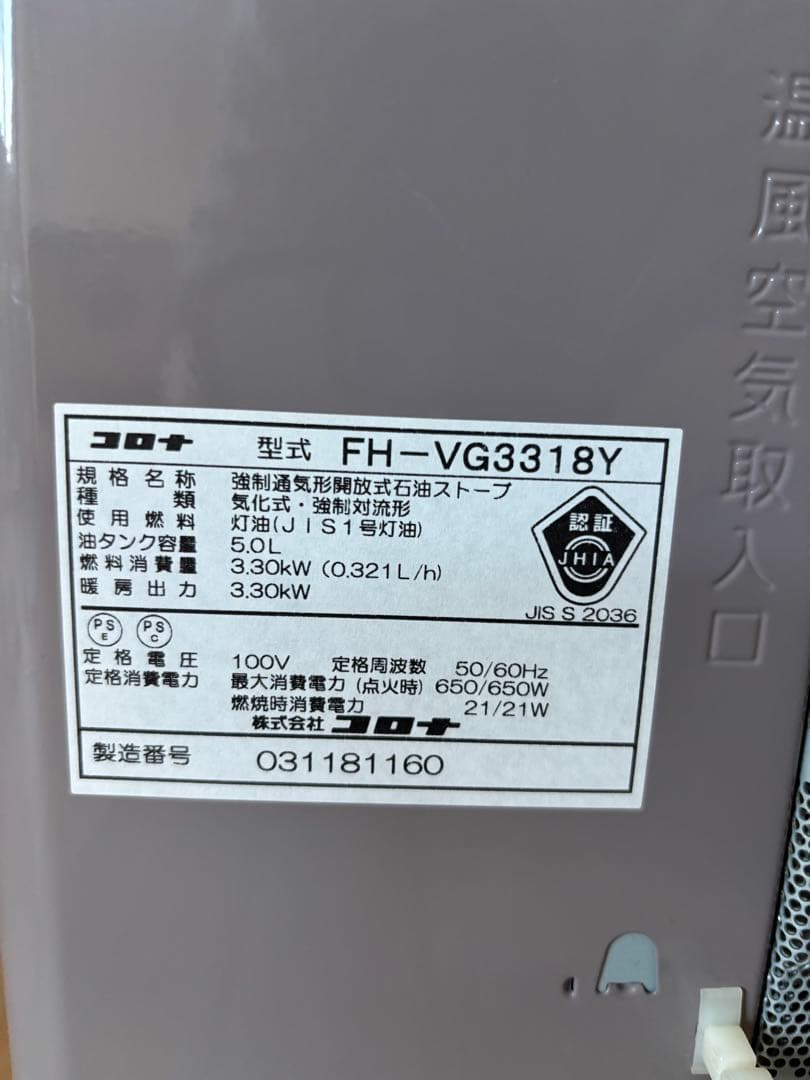 コロナ 型式 FH-VG3318Y
規格名称 強制通気形開放式石油ストーブ
種類 気化式・強制対流形
使用燃料 灯油(JIS1号灯油)
油タンク容量 5.0L
燃料消費量 3.30kW (0.321L/h)
暖房出力 3.30kW
認証
JHIA
JIS S 2036
PS E PS C
定格電圧 100V 定格周波数 50/60Hz
定格消費電力 最大消費電力 (点火時) 650/650W
燃焼時消費電力 21/21W
株式会社 コロナ
製造番号 031181160
温風空気取入口